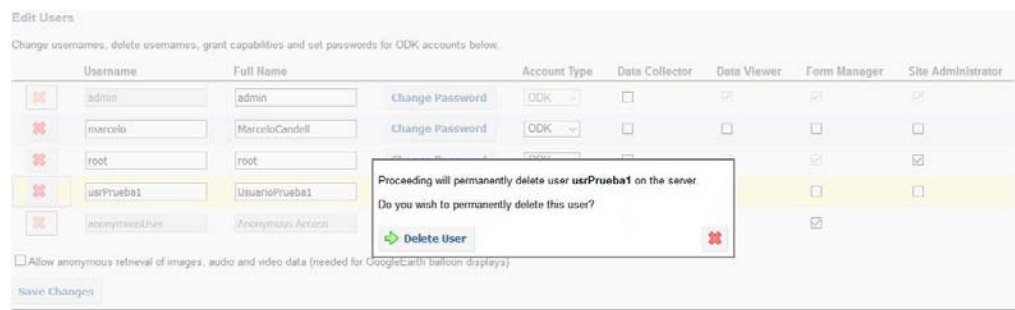 Edit Users
Change usernames, delete usernames, grant capabilities and set passwords for ODK accounts below.
Username Full Name Account Type Data Collector Data Viewer Form Manager Site Administrator
admin admin Change Password ODK
marcelo MarceloCandell Change Password ODK
root root Change Password ODK
usrPrueba1 UsuarioPrueba1
anonymousUser Anonymous Access
Proceeding will permanently delete user usrPrueba1 on the server.
Do you wish to permanently delete this user?
Delete User
Allow anonymous retrieval of images, audio and video data (needed for GoogleEarth balloon displays)
Save Changes